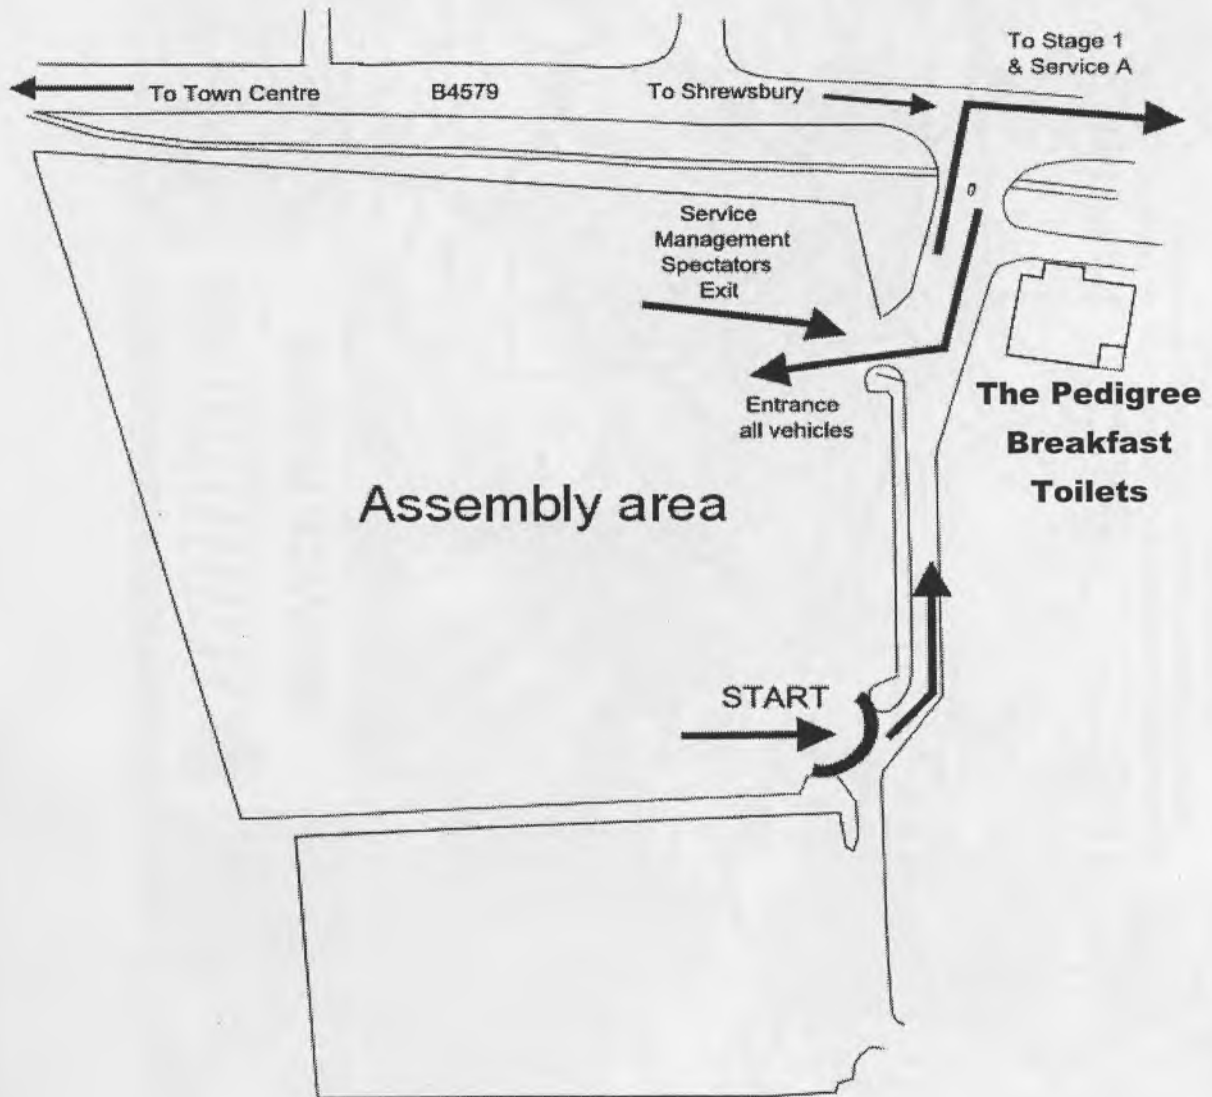 To Stage 1
& Service A
To Town Centre
B4579
To Shrewsbury
Service
Management
Spectators
Exit
Entrance
all vehicles
The Pedigree
Breakfast
Toilets
Assembly area
START